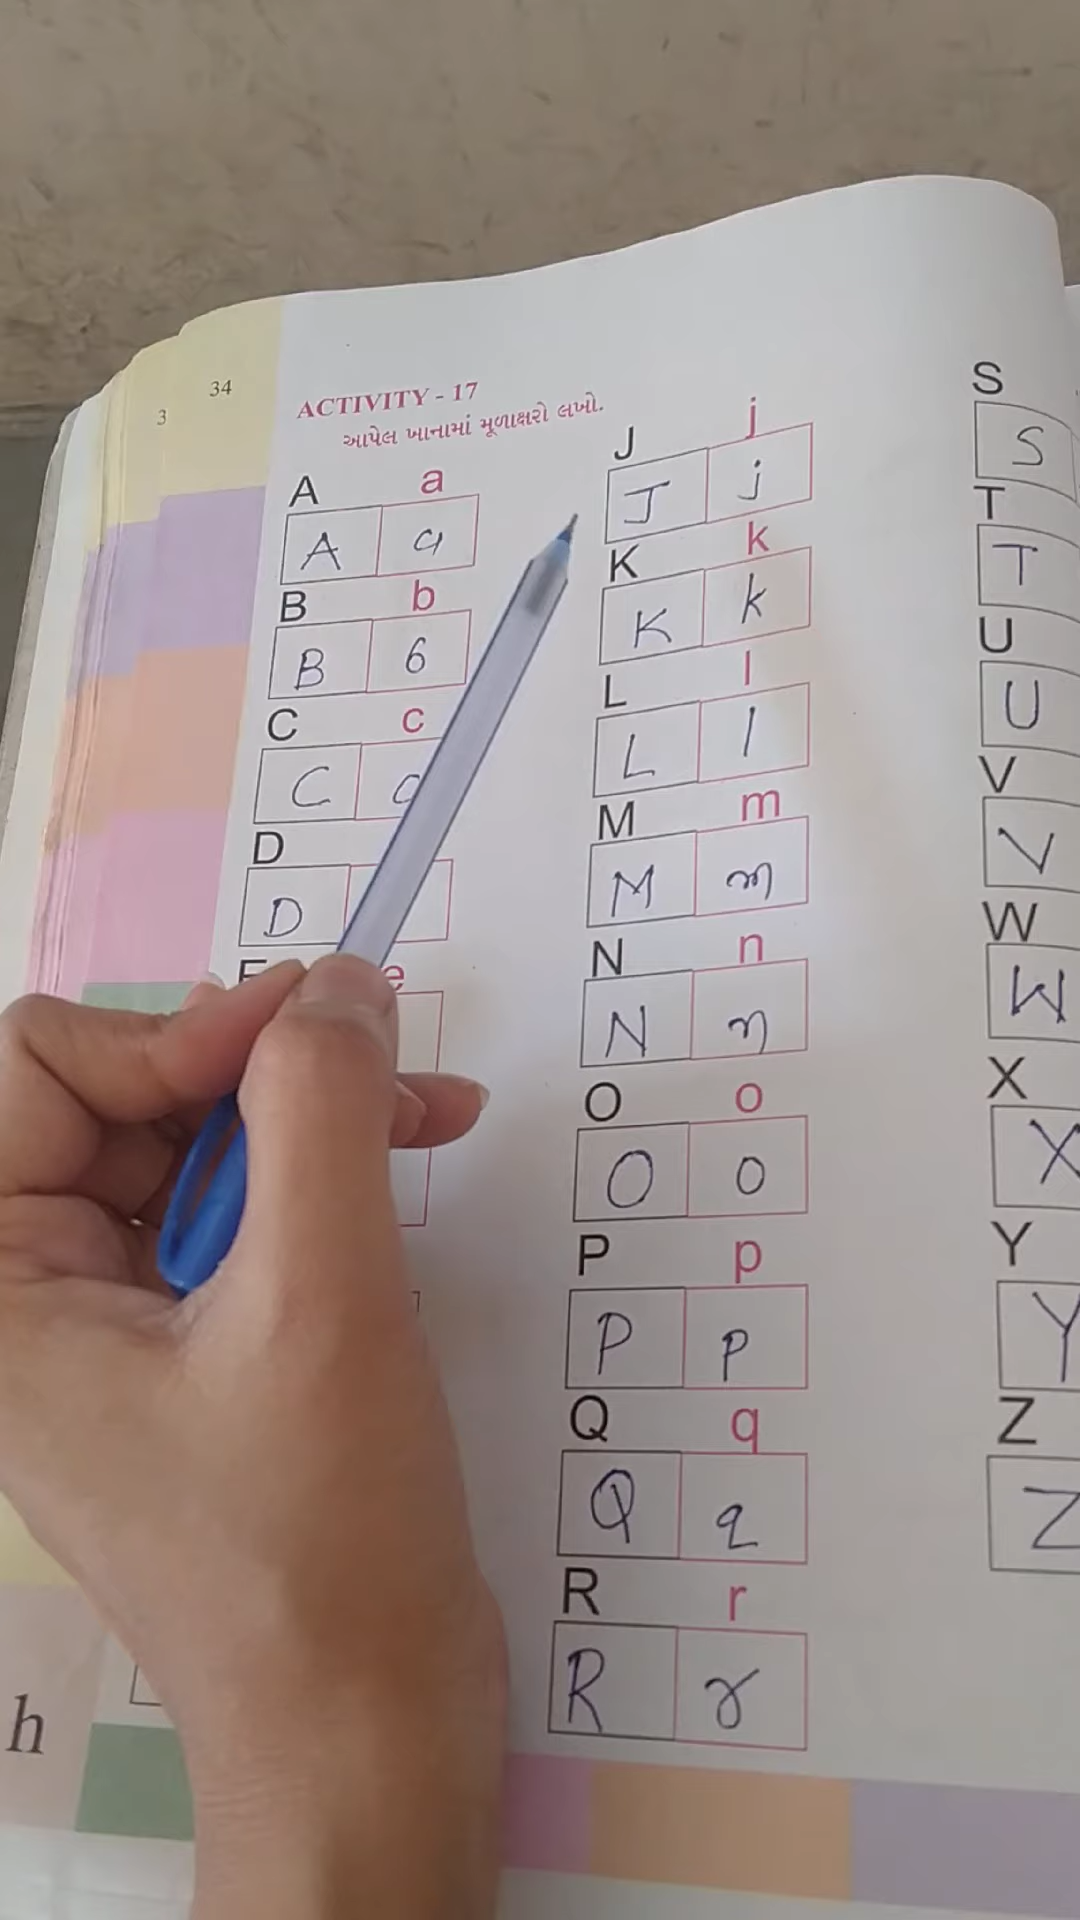 34
3
ACTIVITY - 17
આપેલ ખાનામાં મૂળાક્ષરો લખો.
A a
A a
B b
B 6
C c
C c
D
D
E e
J j
J j
K k
K k
L l
L l
M m
M m
N n
N n
O o
O o
P p
P p
Q q
Q q
R r
R r
S
S
T
T
U
U
V
V
W
W
X
X
Y
Y
Z
Z
h